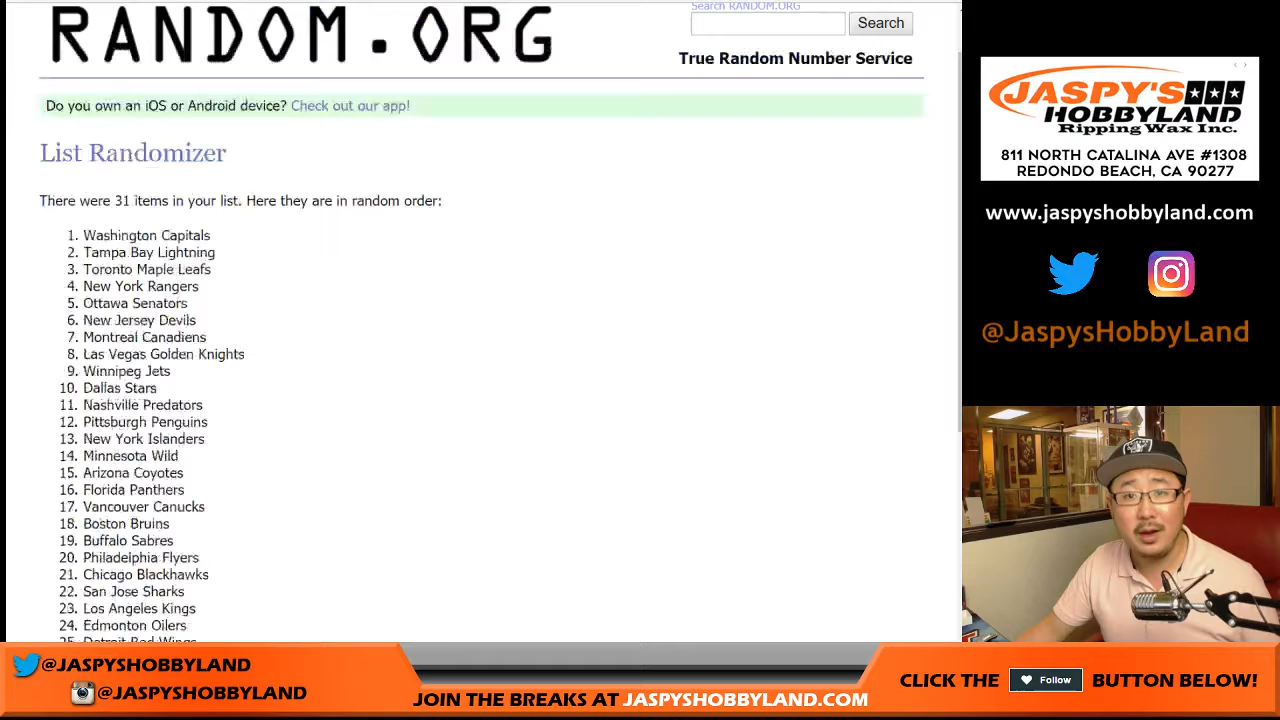 RANDOM.ORG
Search RANDOM.ORG
Search
True Random Number Service
Do you own an iOS or Android device? Check out our app!
List Randomizer
There were 31 items in your list. Here they are in random order:
1. Washington Capitals
2. Tampa Bay Lightning
3. Toronto Maple Leafs
4. New York Rangers
5. Ottawa Senators
6. New Jersey Devils
7. Montreal Canadiens
8. Las Vegas Golden Knights
9. Winnipeg Jets
10. Dallas Stars
11. Nashville Predators
12. Pittsburgh Penguins
13. New York Islanders
14. Minnesota Wild
15. Arizona Coyotes
16. Florida Panthers
17. Vancouver Canucks
18. Boston Bruins
19. Buffalo Sabres
20. Philadelphia Flyers
21. Chicago Blackhawks
22. San Jose Sharks
23. Los Angeles Kings
24. Edmonton Oilers
25. Detroit Red Wings
JASPY'S
HOBBYLAND
Ripping Wax Inc.
811 NORTH CATALINA AVE #1308
REDONDO BEACH, CA 90277
www.jaspyshobbyland.com
@JaspysHobbyLand
@JASPYSHOBBYLAND
@JASPYSHOBBYLAND
JOIN THE BREAKS AT JASPYSHOBBYLAND.COM
CLICK THE Follow BUTTON BELOW!